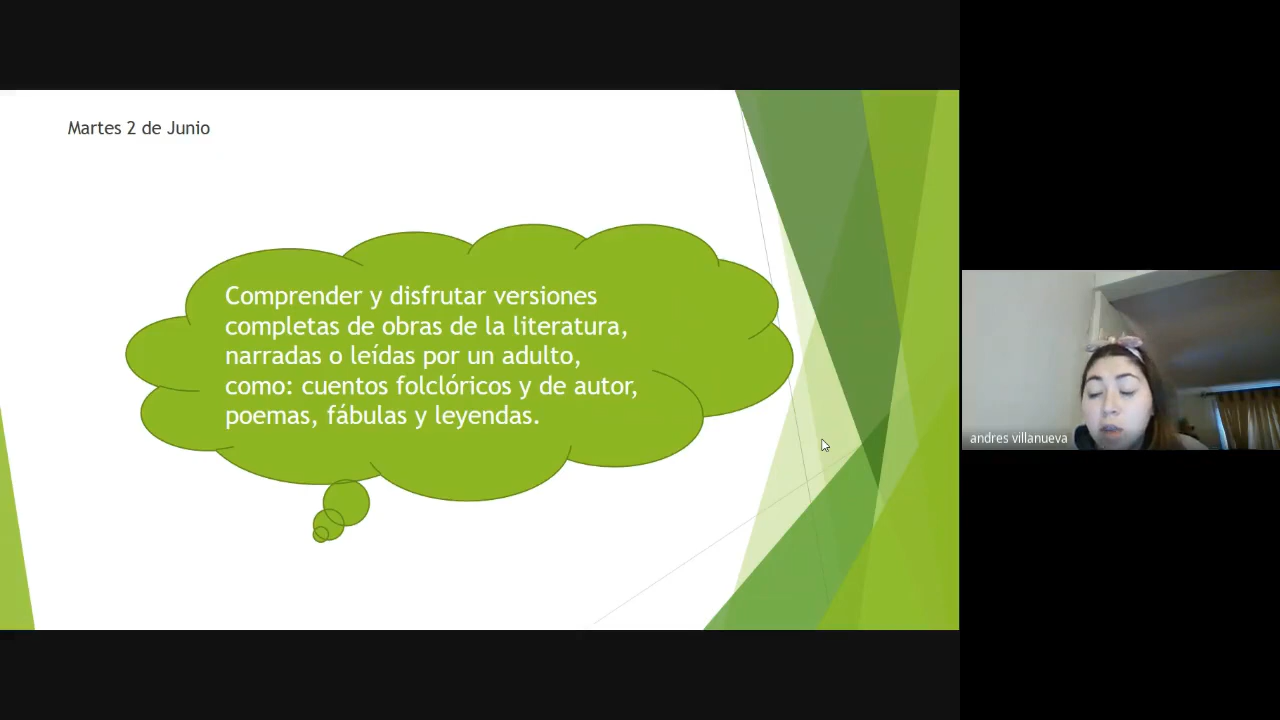 Martes 2 de Junio
Comprender y disfrutar versiones
completas de obras de la literatura,
narradas o leídas por un adulto,
como: cuentos folclóricos y de autor,
poemas, fábulas y leyendas.
andres villanueva